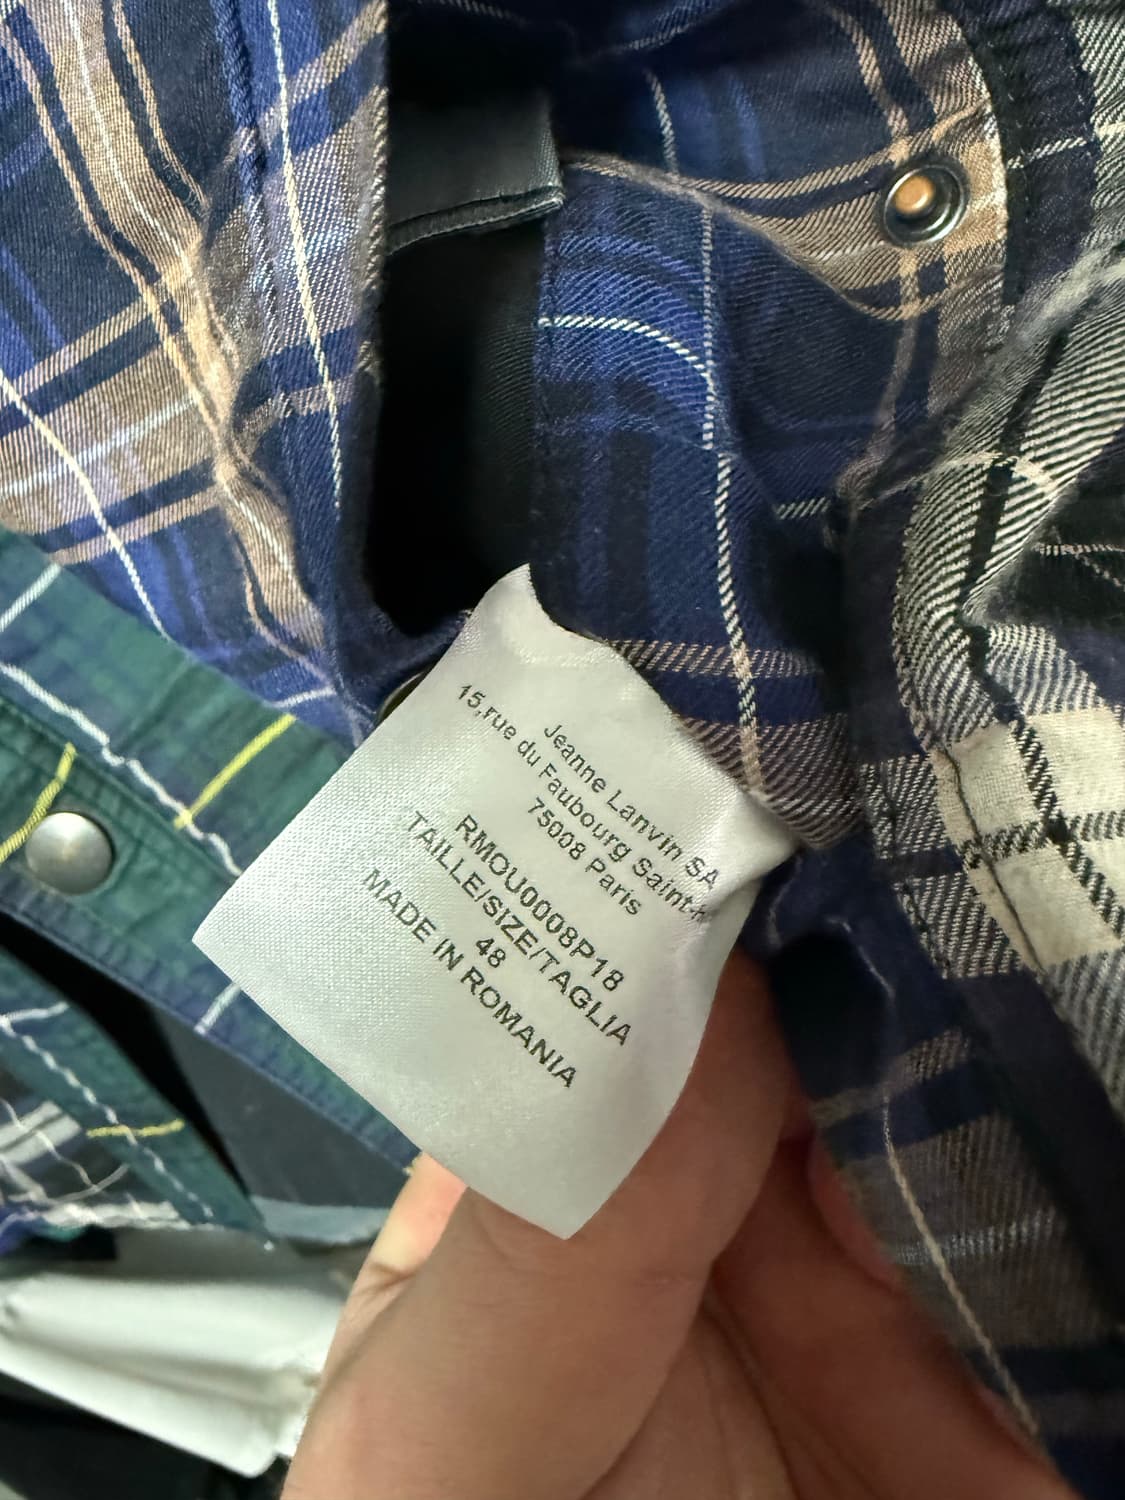 Jeanne Lanvin SA
15,rue du Faubourg Saint-H
75008 Paris
RMOU0008P18
TAILLE/SIZE/TAGLIA
48
MADE IN ROMANIA